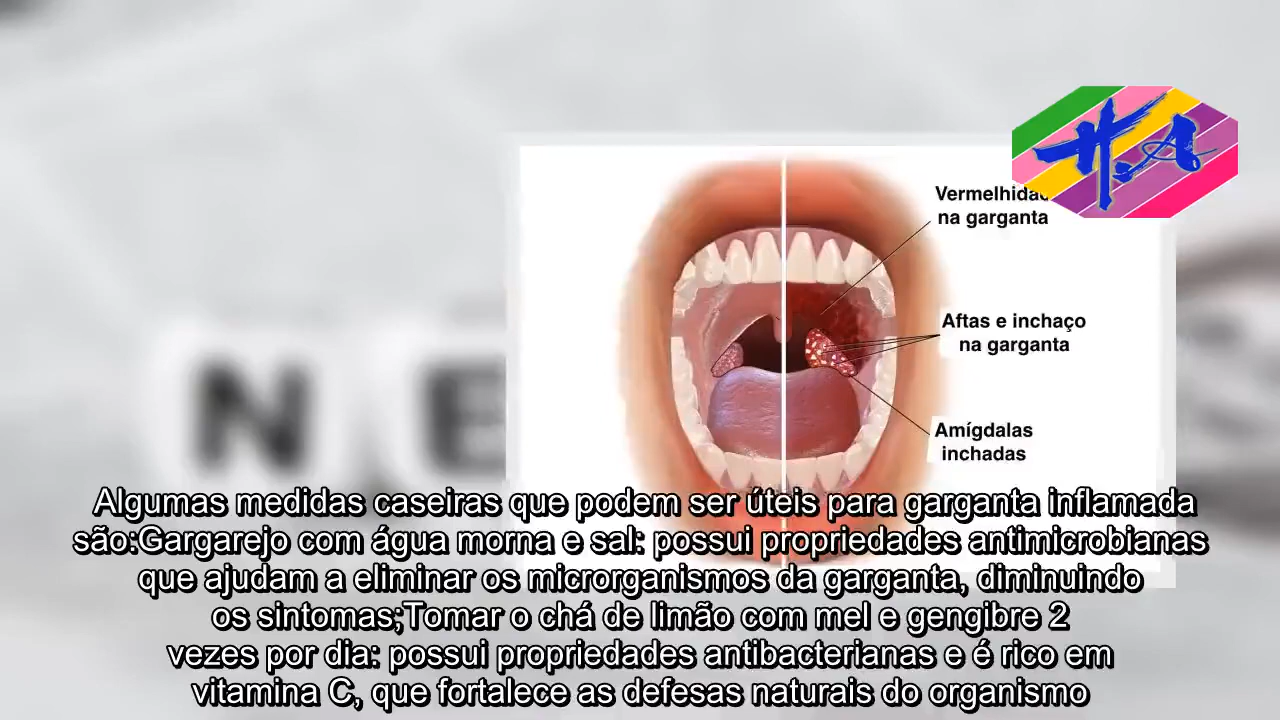 H.A
Vermelhidade
na garganta
Aftas e inchaço
na garganta
Amígdalas
inchadas
N E
Algumas medidas caseiras que podem ser úteis para garganta inflamada
são:Gargarejo com água morna e sal: possui propriedades antimicrobianas
que ajudam a eliminar os microrganismos da garganta, diminuindo
os sintomas;Tomar o chá de limão com mel e gengibre 2
vezes por dia: possui propriedades antibacterianas e é rico em
vitamina C, que fortalece as defesas naturais do organismo